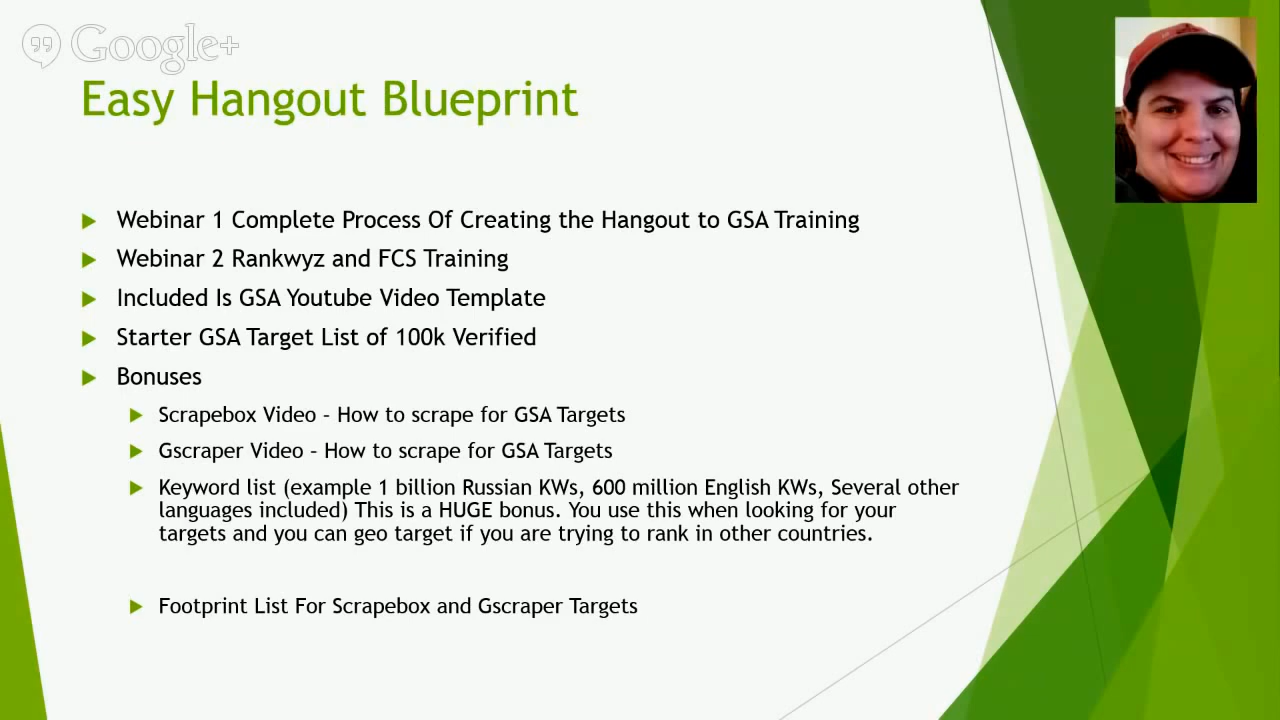 Google+
Easy Hangout Blueprint
Webinar 1 Complete Process Of Creating the Hangout to GSA Training
Webinar 2 Rankwyz and FCS Training
Included Is GSA Youtube Video Template
Starter GSA Target List of 100k Verified
Bonuses
Scrapebox Video – How to scrape for GSA Targets
Gscraper Video – How to scrape for GSA Targets
Keyword list (example 1 billion Russian KWs, 600 million English KWs, Several other
languages included) This is a HUGE bonus. You use this when looking for your
targets and you can geo target if you are trying to rank in other countries.
Footprint List For Scrapebox and Gscraper Targets